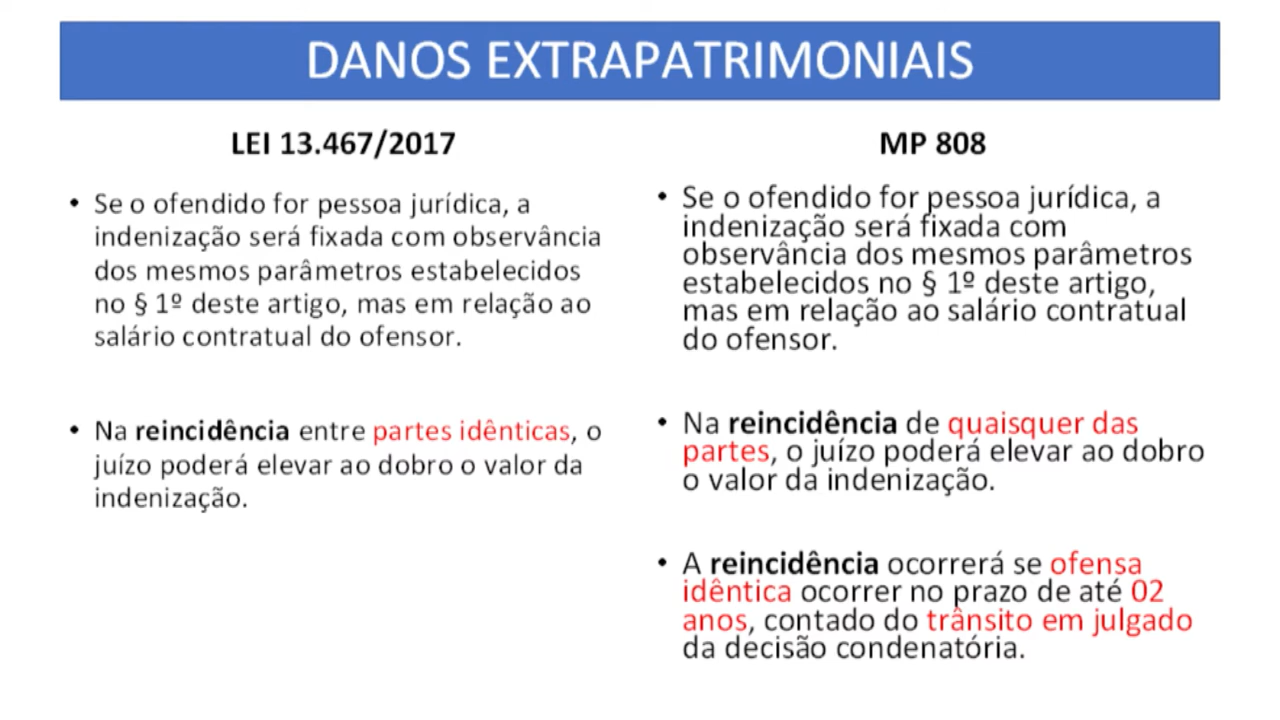 DANOS EXTRAPATRIMONIAIS
LEI 13.467/2017
• Se o ofendido for pessoa jurídica, a
indenização será fixada com observância
dos mesmos parâmetros estabelecidos
no § 1º deste artigo, mas em relação ao
salário contratual do ofensor.
• Na reincidência entre partes idênticas, o
juízo poderá elevar ao dobro o valor da
indenização.
MP 808
• Se o ofendido for pessoa jurídica, a
indenização será fixada com
observância dos mesmos parâmetros
estabelecidos no § 1º deste artigo,
mas em relação ao salário contratual
do ofensor.
• Na reincidência de quaisquer das
partes, o juízo poderá elevar ao dobro
o valor da indenização.
• A reincidência ocorrerá se ofensa
idêntica ocorrer no prazo de até 02
anos, contado do trânsito em julgado
da decisão condenatória.